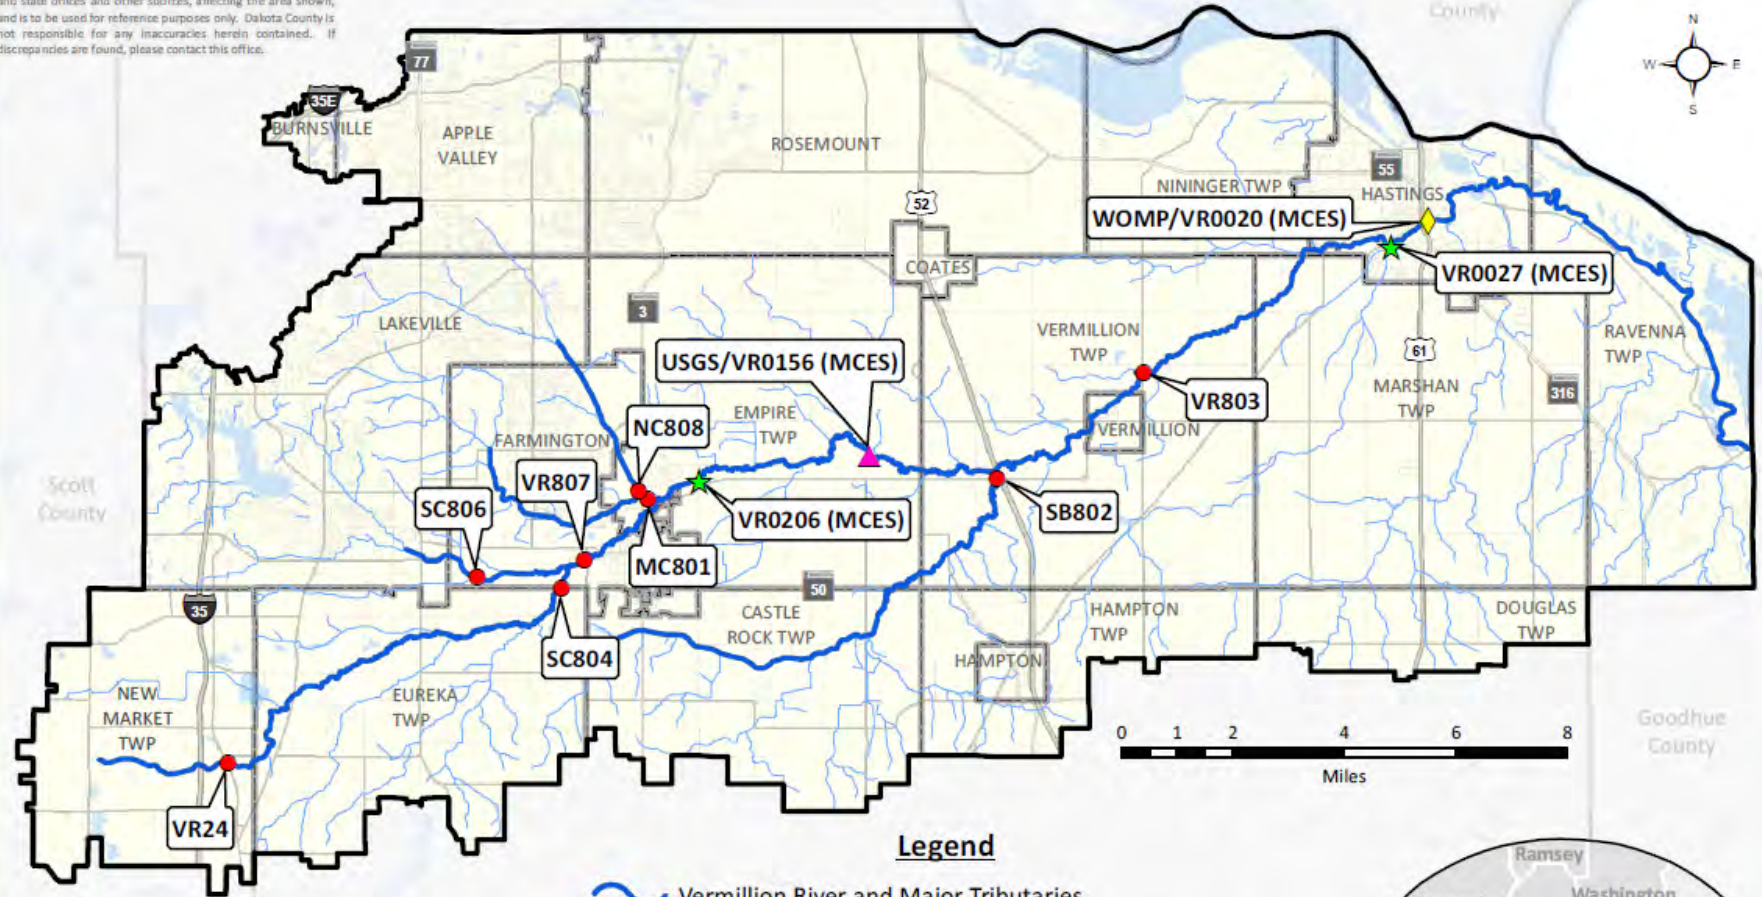 and state offices and other sources, affecting the area shown,
and is to be used for reference purposes only. Dakota County is
not responsible for any inaccuracies herein contained. If
discrepancies are found, please contact this office.
County
N
W
E
S
77
35E
BURNSVILLE
APPLE
VALLEY
ROSEMOUNT
55
NININGER TWP
HASTINGS
52
WOMP/VR0020 (MCES)
COATES
VR0027 (MCES)
3
LAKEVILLE
VERMILLION
TWP
RAVENNA
TWP
61
USGS/VR0156 (MCES)
MARSHAN
TWP
316
VR803
EMPIRE
TWP
NC808
FARMINGTON
VERMILLION
VR807
Scott
County
SC806
VR0206 (MCES)
SB802
MC801
50
35
CASTLE
ROCK TWP
HAMPTON
TWP
DOUGLAS
TWP
SC804
HAMPTON
NEW
MARKET
TWP
EUREKA
TWP
Goodhue
County
0 1 2 4 6 8
Miles
VR24
Legend
Ramsey
Vermillion River and Major Tributaries
Washington